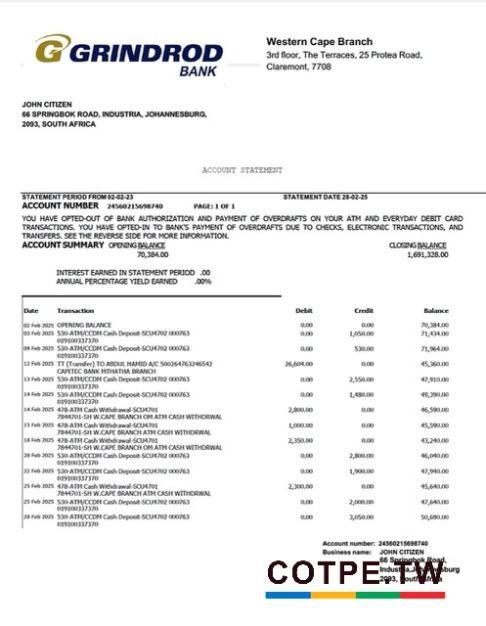 GRINDROD
BANK
Western Cape Branch
3rd floor, The Terraces, 25 Protea Road,
Claremont, 7708
JOHN CITIZEN
66 SPRINGBOK ROAD, INDUSTRIA, JOHANNESBURG,
2093, SOUTH AFRICA
ACCOUNT STATEMENT
STATEMENT PERIOD FROM 02-02-23 STATEMENT DATE 28-02-25
ACCOUNT NUMBER 24560215698740 PAGE: 1 OF 1
YOU HAVE OPTED-OUT OF BANK AUTHORIZATION AND PAYMENT OF OVERDRAFTS ON YOUR ATM AND EVERYDAY DEBIT CARD
TRANSACTIONS. YOU HAVE OPTED-IN TO BANK'S PAYMENT OF OVERDRAFTS DUE TO CHECKS, ELECTRONIC TRANSACTIONS, AND
TRANSFERS. SEE THE REVERSE SIDE FOR MORE INFORMATION.
ACCOUNT SUMMARY OPENING BALANCE CLOSING BALANCE
70,384.00 1,691,328.00
INTEREST EARNED IN STATEMENT PERIOD .00
ANNUAL PERCENTAGE YIELD EARNED .00%
Date Transaction Debit Credit Balance
02 Feb 2025 OPENING BALANCE 0.00 0.00 70,384.00
03 Feb 2025 530-ATM/CCDM Cash Deposit-SCU4702 000763 0.00 1,050.00 71,434.00
019100337370
09 Feb 2025 530-ATM/CCDM Cash Deposit-SCU4702 000763 0.00 530.00 71,964.00
019100337370
12 Feb 2025 TT (Transfer) TO ABDUL HAMID A/C 500264763246542 26,604.00 0.00 45,360.00
CAPITEC BANK MTHATHA BRANCH
13 Feb 2025 530-ATM/CCDM Cash Deposit-SCU4702 000763 0.00 2,550.00 47,910.00
019100337370
14 Feb 2025 530-ATM/CCDM Cash Deposit-SCU4702 000763 0.00 1,480.00 49,390.00
019100337370
14 Feb 2025 478-ATM Cash Withdrawal-SCU4701 2,800.00 0.00 46,590.00
7844701-SH W.CAPE BRANCH OM ATM CASH WITHDRWAL
15 Feb 2025 478-ATM Cash Withdrawal-SCU4701 1,000.00 0.00 45,590.00
7844701-SH W.CAPE BRANCH ATM CASH WITHDRWAL
18 Feb 2025 478-ATM Cash Withdrawal-SCU4701 2,350.00 0.00 43,240.00
7844701-SH W.CAPE BRANCH OM ATM CASH WITHORWAL
20 Feb 2025 530-ATM/CCDM Cash Deposit-SCU4702 000763 0.00 2,800.00 46,040.00
019100337370
22 Feb 2025 530-ATM/CCDM Cash Deposit-SCU4702 000763 0.00 1,900.00 47,940.00
019100337370
25 Feb 2025 478-ATM Cash Withdrawal-SCU4701 2,300.00 0.00 45,640.00
7844701-SH W.CAPE BRANCH ATM CASH WITHDRWAL
25 Feb 2025 530-ATM/CCDM Cash Deposit-SCU4702 000763 0.00 2,000.00 47,640.00
019100337370
28 Feb 2025 530-ATM/CCDM Cash Deposit-SCU4702 000763 0.00 3,050.00 50,690.00
019100337370
Account number: 24560215698740
Business name: JOHN CITIZEN
66 Springbok Road,
Industria, Johannesburg
2093, South Africa
COTPE.TW